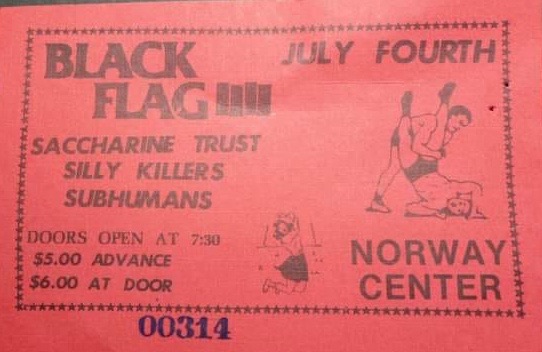 BLACK
FLAG
JULY FOURTH
SACCHARINE TRUST
SILLY KILLERS
SUBHUMANS
DOORS OPEN AT 7:30
$5.00 ADVANCE
$6.00 AT DOOR
NORWAY
CENTER
00314